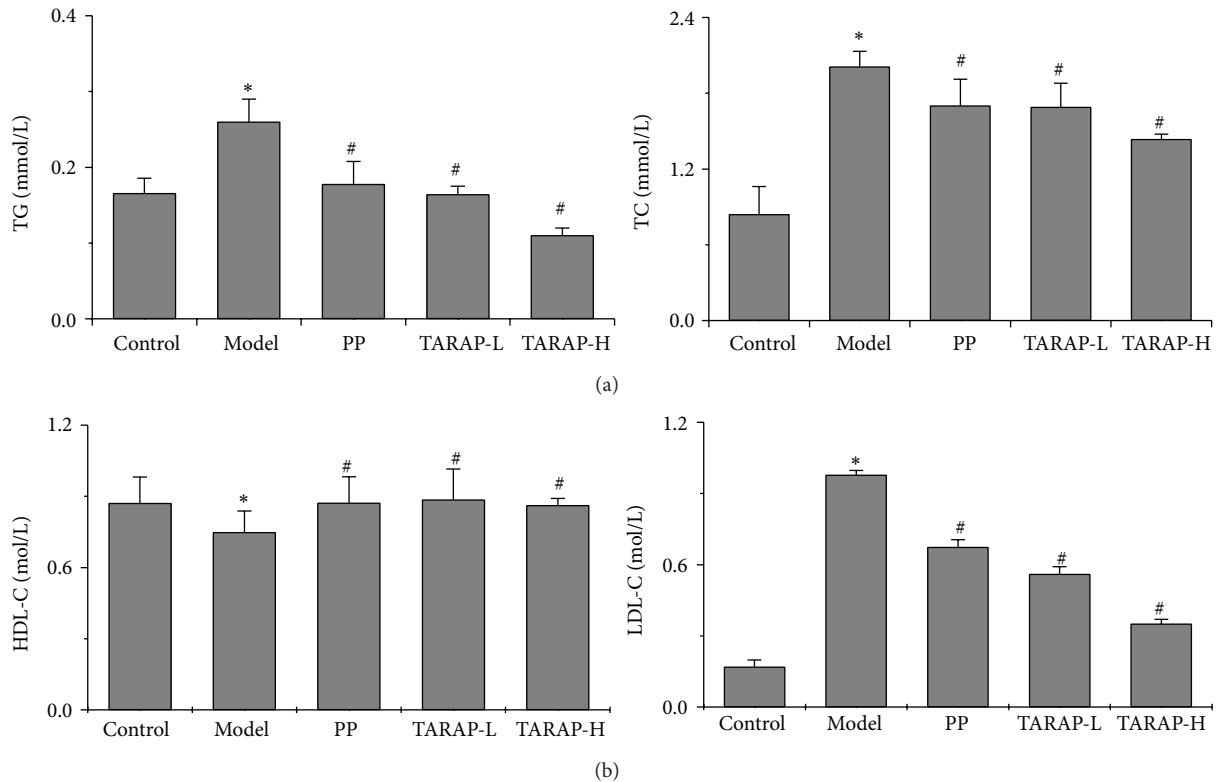 0.4
0.2
0.0
TG (mmol/L)
*
#
#
#
Control Model PP TARAP-L TARAP-H
2.4
1.2
0.0
TC (mmol/L)
*
#
#
#
Control Model PP TARAP-L TARAP-H
(a)
1.2
0.6
0.0
HDL-C (mol/L)
*
#
#
#
Control Model PP TARAP-L TARAP-H
1.2
0.6
0.0
LDL-C (mol/L)
*
#
#
#
Control Model PP TARAP-L TARAP-H
(b)